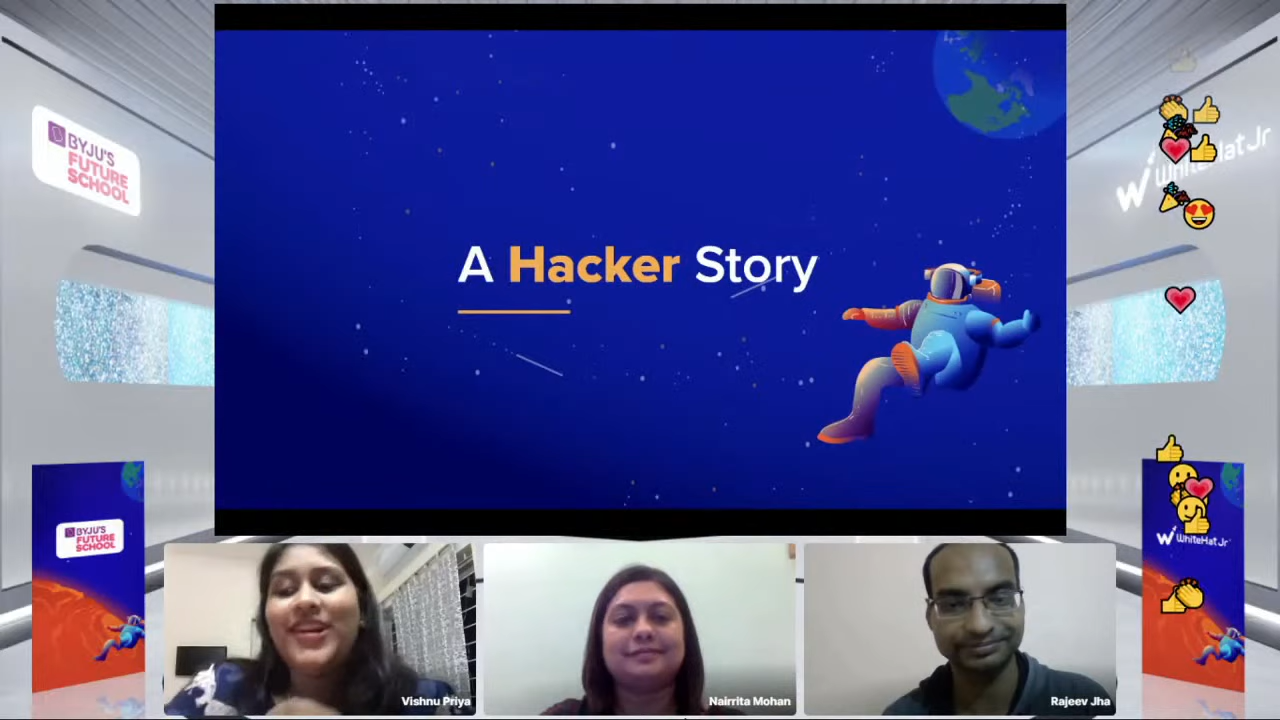 BYJU'S
FUTURE
SCHOOL
WhiteHat Jr
A Hacker Story
BYJU'S
FUTURE
SCHOOL
WhiteHat Jr
Vishnu Priya
Nairrita Mohan
Rajeev Jha